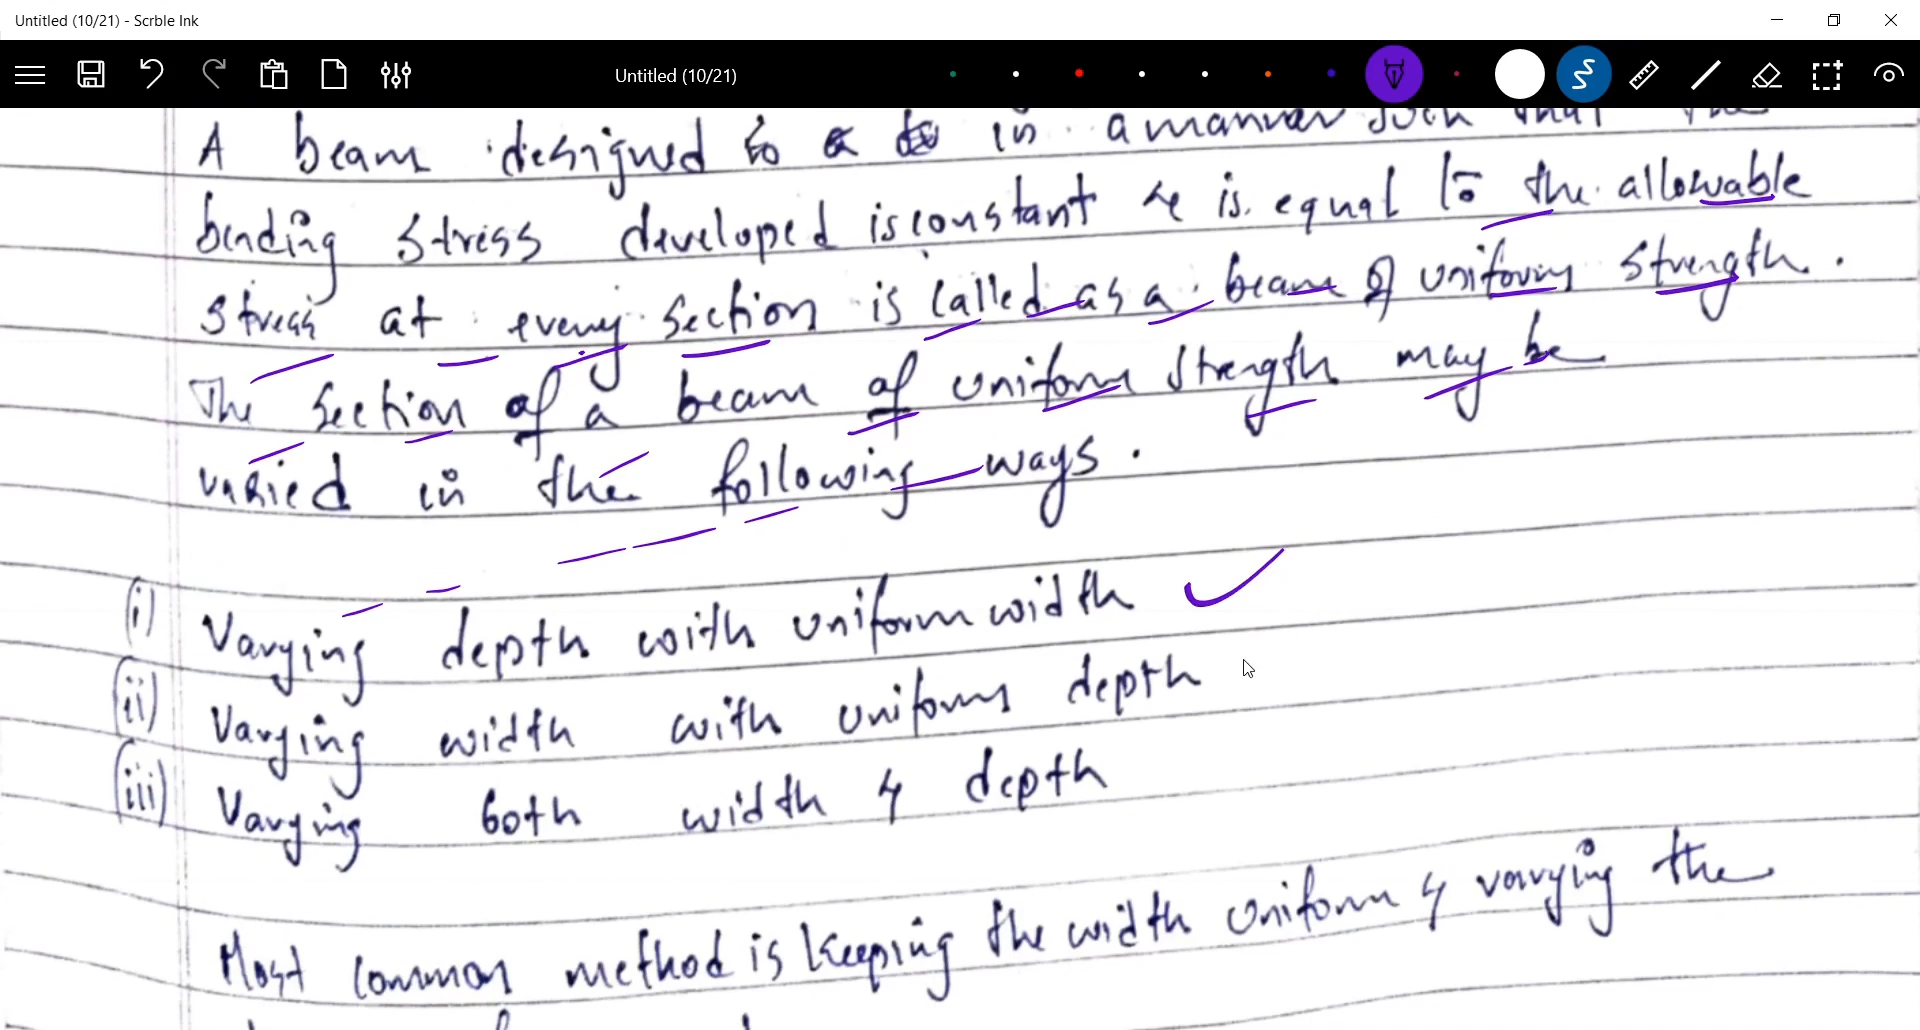 Untitled (10/21) - Scrble Ink
Untitled (10/21)
A beam designed to in a manner such that the
bending stress developed is constant & is equal to the allowable
stress at every section is called as a beam of uniform strength.
The section of a beam of uniform strength may be
varied in the following ways.
(i) Varying depth with uniform width
(ii) Varying width with uniform depth
(iii) Varying both width & depth
Most common method is keeping the width uniform & varying the